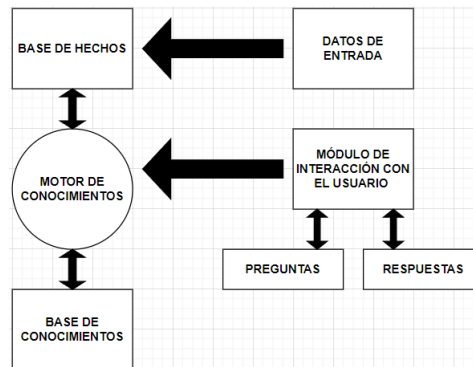 BASE DE HECHOS
DATOS DE
ENTRADA
MOTOR DE
CONOCIMIENTOS
MÓDULO DE
INTERACCIÓN CON
EL USUARIO
PREGUNTAS
RESPUESTAS
BASE DE
CONOCIMIENTOS